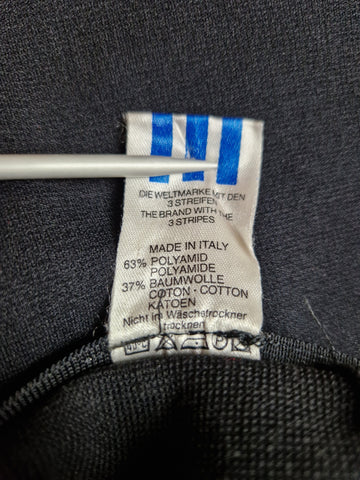 DIE WELTMARKE MIT DEN
3 STREIFEN
THE BRAND WITH THE
3 STRIPES
MADE IN ITALY
63% POLYAMID
POLYAMIDE
37% BAUMWOLLE
COTON · COTTON
KATOEN
Nicht im Wäschetrockner
trocknen